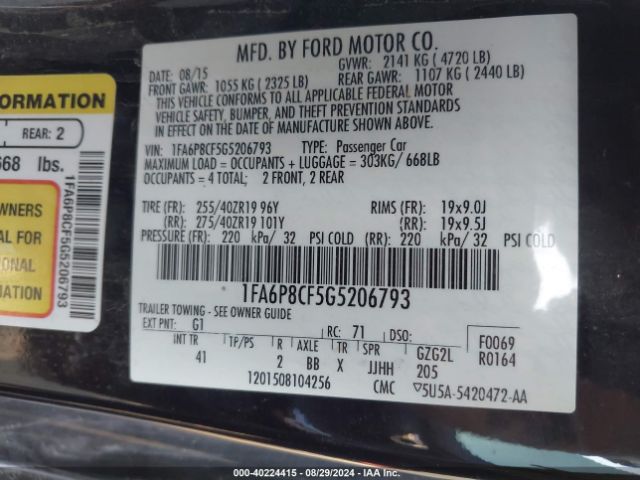 MFD. BY FORD MOTOR CO.
DATE: 08/15
GVWR: 2141 KG ( 4720 LB)
FRONT GAWR: 1055 KG ( 2325 LB)
REAR GAWR: 1107 KG ( 2440 LB)
THIS VEHICLE CONFORMS TO ALL APPLICABLE FEDERAL MOTOR
VEHICLE SAFETY, BUMPER, AND THEFT PREVENTION STANDARDS
IN EFFECT ON THE DATE OF MANUFACTURE SHOWN ABOVE.
VIN: 1FA6P8CF5G5206793 TYPE: Passenger Car
MAXIMUM LOAD = OCCUPANTS + LUGGAGE = 303KG/ 668LB
OCCUPANTS = 4 TOTAL; 2 FRONT, 2 REAR
TIRE (FR): 255/40ZR19 96Y RIMS (FR): 19x9.0J
(RR): 275/40ZR19 101Y (RR): 19x9.5J
PRESSURE (FR): 220 kPa/ 32 PSI COLD (RR): 220 kPa/ 32 PSI COLD
1FA6P8CF5G5206793
TRAILER TOWING - SEE OWNER GUIDE
EXT PNT: G1 RC: 71 DSO: F0069
R0164
INT TR TP/PS R AXLE TR SPR GZG2L
41 2 BB X JJHH 205
1201508104256 CMC 5U5A-5420472-AA
FORMATION
REAR: 2
668 lbs.
WNERS
AL FOR
ONAL
MATION
1FA6P8CF5G5206793
000-40224415 - 08/29/2024 - IAA Inc.